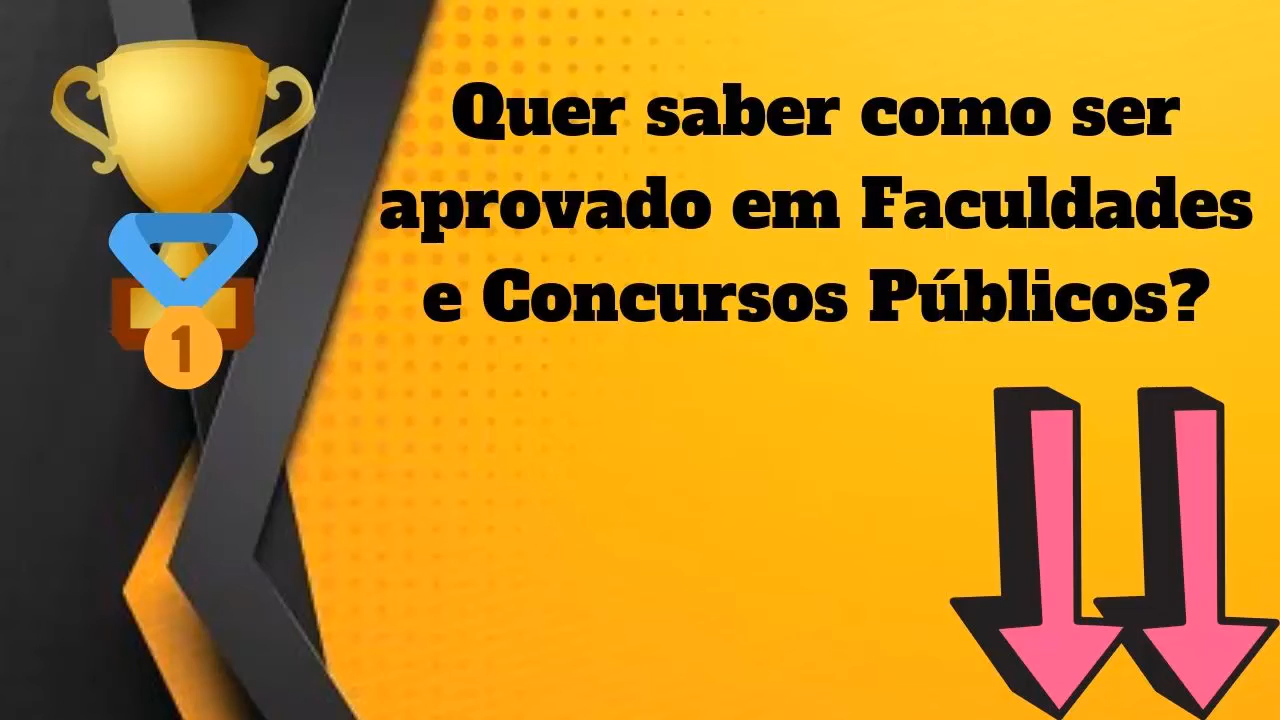 Quer saber como ser
aprovado em Faculdades
e Concursos Públicos?
1